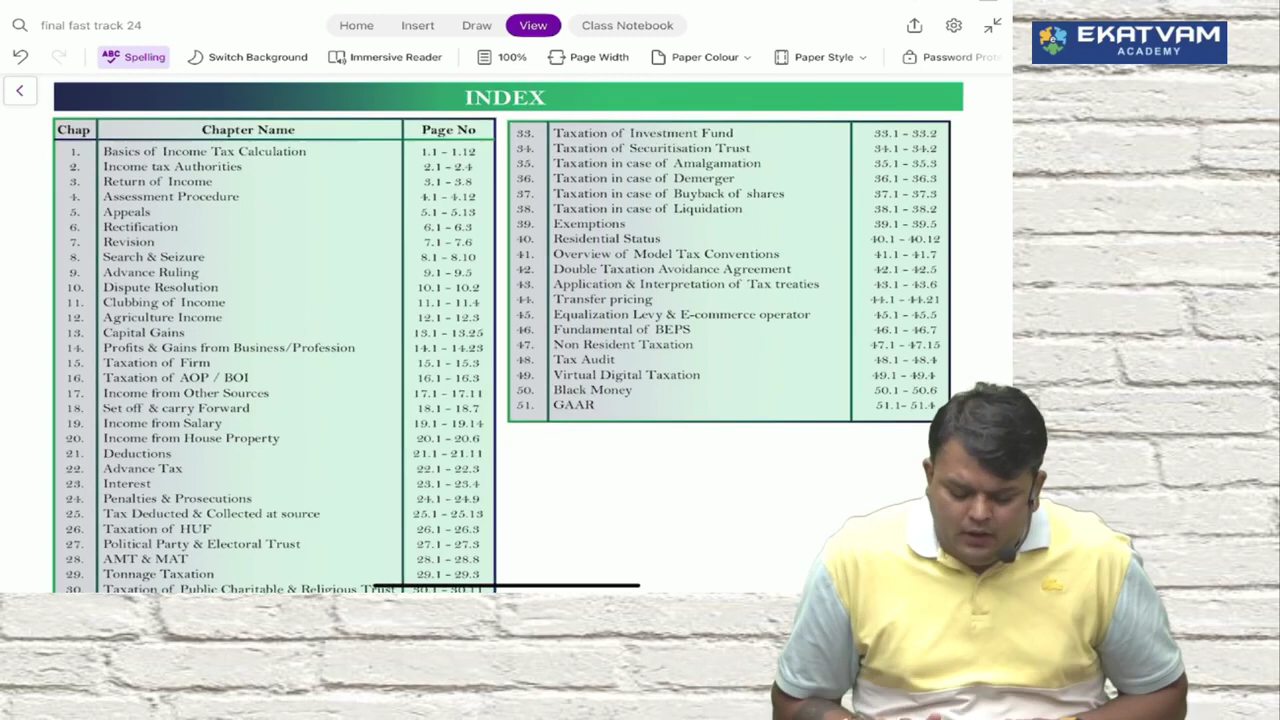 final fast track 24
Home Insert Draw View Class Notebook
ABC Spelling Switch Background Immersive Reader 100% Page Width Paper Colour Paper Style Password
EKATVAM
ACADEMY
INDEX
Chap Chapter Name Page No
1. Basics of Income Tax Calculation 1.1 - 1.12
2. Income tax Authorities 2.1 - 2.4
3. Return of Income 3.1 - 3.8
4. Assessment Procedure 4.1 - 4.12
5. Appeals 5.1 - 5.13
6. Rectification 6.1 - 6.3
7. Revision 7.1 - 7.6
8. Search & Seizure 8.1 - 8.10
9. Advance Ruling 9.1 - 9.5
10. Dispute Resolution 10.1 - 10.2
11. Clubbing of Income 11.1 - 11.4
12. Agriculture Income 12.1 - 12.3
13. Capital Gains 13.1 - 13.25
14. Profits & Gains from Business/Profession 14.1 - 14.23
15. Taxation of Firm 15.1 - 15.3
16. Taxation of AOP / BOI 16.1 - 16.3
17. Income from Other Sources 17.1 - 17.11
18. Set off & carry Forward 18.1 - 18.7
19. Income from Salary 19.1 - 19.14
20. Income from House Property 20.1 - 20.6
21. Deductions 21.1 - 21.11
22. Advance Tax 22.1 - 22.3
23. Interest 23.1 - 23.4
24. Penalties & Prosecutions 24.1 - 24.9
25. Tax Deducted & Collected at source 25.1 - 25.13
26. Taxation of HUF 26.1 - 26.3
27. Political Party & Electoral Trust 27.1 - 27.3
28. AMT & MAT 28.1 - 28.8
29. Tonnage Taxation 29.1 - 29.3
30. Taxation of Public Charitable & Religious Trust 30.1 - 30.11
33. Taxation of Investment Fund 33.1 - 33.2
34. Taxation of Securitisation Trust 34.1 - 34.2
35. Taxation in case of Amalgamation 35.1 - 35.3
36. Taxation in case of Demerger 36.1 - 36.3
37. Taxation in case of Buyback of shares 37.1 - 37.3
38. Taxation in case of Liquidation 38.1 - 38.2
39. Exemptions 39.1 - 39.5
40. Residential Status 40.1 - 40.12
41. Overview of Model Tax Conventions 41.1 - 41.7
42. Double Taxation Avoidance Agreement 42.1 - 42.5
43. Application & Interpretation of Tax treaties 43.1 - 43.6
44. Transfer pricing 44.1 - 44.21
45. Equalization Levy & E-commerce operator 45.1 - 45.5
46. Fundamental of BEPS 46.1 - 46.7
47. Non Resident Taxation 47.1 - 47.15
48. Tax Audit 48.1 - 48.4
49. Virtual Digital Taxation 49.1 - 49.4
50. Black Money 50.1 - 50.6
51. GAAR 51.1- 51.4